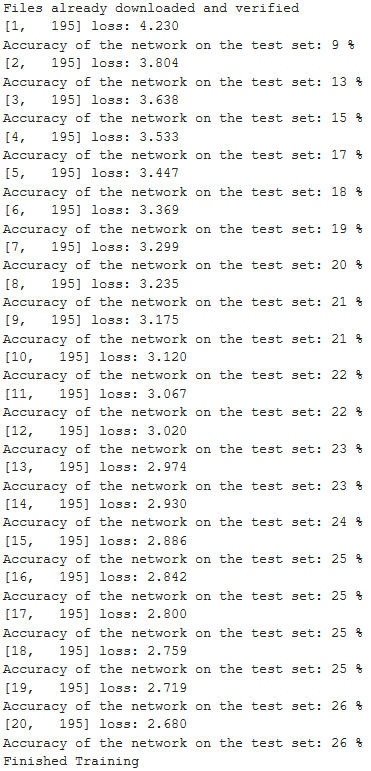 Files already downloaded and verified
[1,   195] loss: 4.230
Accuracy of the network on the test set: 9 %
[2,   195] loss: 3.804
Accuracy of the network on the test set: 13 %
[3,   195] loss: 3.638
Accuracy of the network on the test set: 15 %
[4,   195] loss: 3.533
Accuracy of the network on the test set: 17 %
[5,   195] loss: 3.447
Accuracy of the network on the test set: 18 %
[6,   195] loss: 3.369
Accuracy of the network on the test set: 19 %
[7,   195] loss: 3.299
Accuracy of the network on the test set: 20 %
[8,   195] loss: 3.235
Accuracy of the network on the test set: 21 %
[9,   195] loss: 3.175
Accuracy of the network on the test set: 21 %
[10,   195] loss: 3.120
Accuracy of the network on the test set: 22 %
[11,   195] loss: 3.067
Accuracy of the network on the test set: 22 %
[12,   195] loss: 3.020
Accuracy of the network on the test set: 23 %
[13,   195] loss: 2.974
Accuracy of the network on the test set: 23 %
[14,   195] loss: 2.930
Accuracy of the network on the test set: 24 %
[15,   195] loss: 2.886
Accuracy of the network on the test set: 25 %
[16,   195] loss: 2.842
Accuracy of the network on the test set: 25 %
[17,   195] loss: 2.800
Accuracy of the network on the test set: 25 %
[18,   195] loss: 2.759
Accuracy of the network on the test set: 25 %
[19,   195] loss: 2.719
Accuracy of the network on the test set: 26 %
[20,   195] loss: 2.680
Accuracy of the network on the test set: 26 %
Finished Training